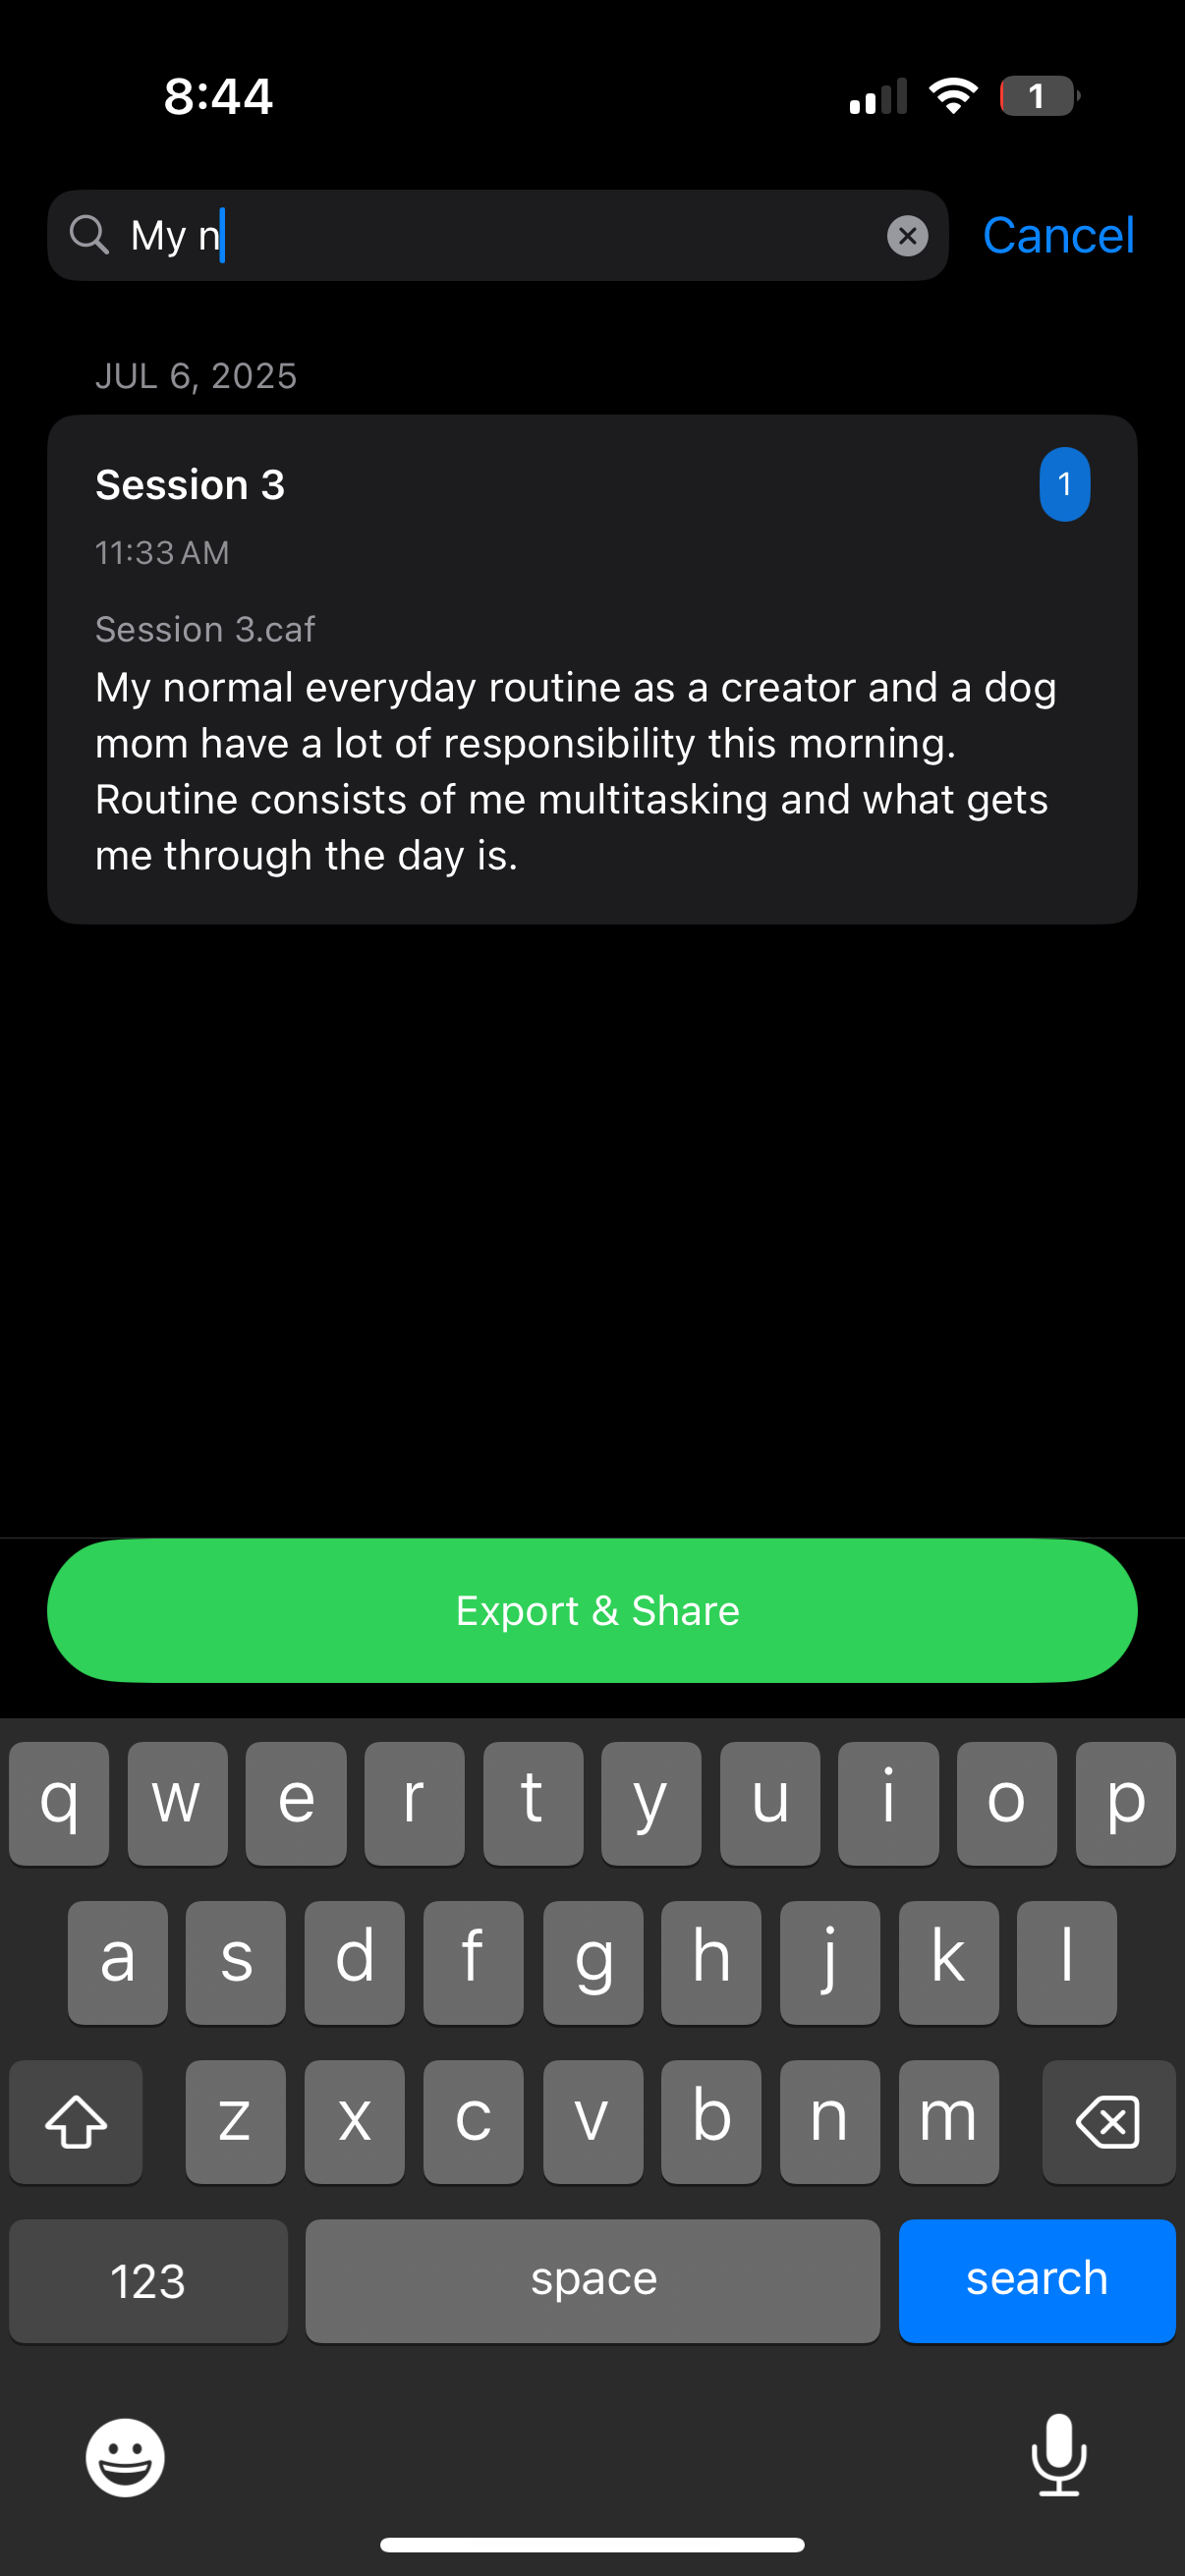 8:44
1
My n
Cancel
JUL 6, 2025
Session 3
1
11:33 AM
Session 3.caf
My normal everyday routine as a creator and a dog
mom have a lot of responsibility this morning.
Routine consists of me multitasking and what gets
me through the day is.
Export & Share
q w e r t y u i o p
a s d f g h j k l
z x c v b n m
123 space search